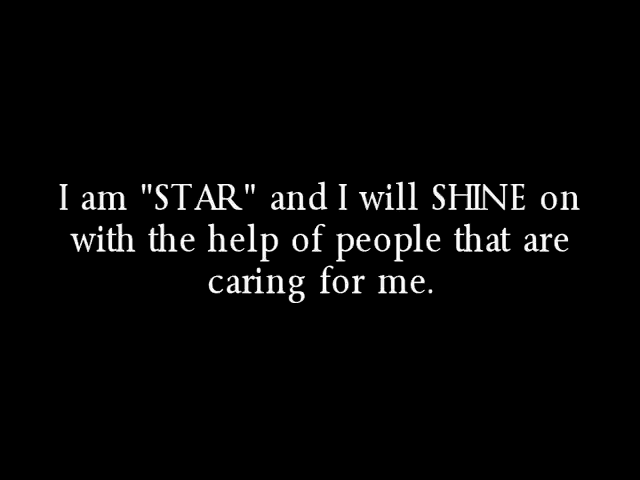 I am "STAR" and I will SHINE on
with the help of people that are
caring for me.